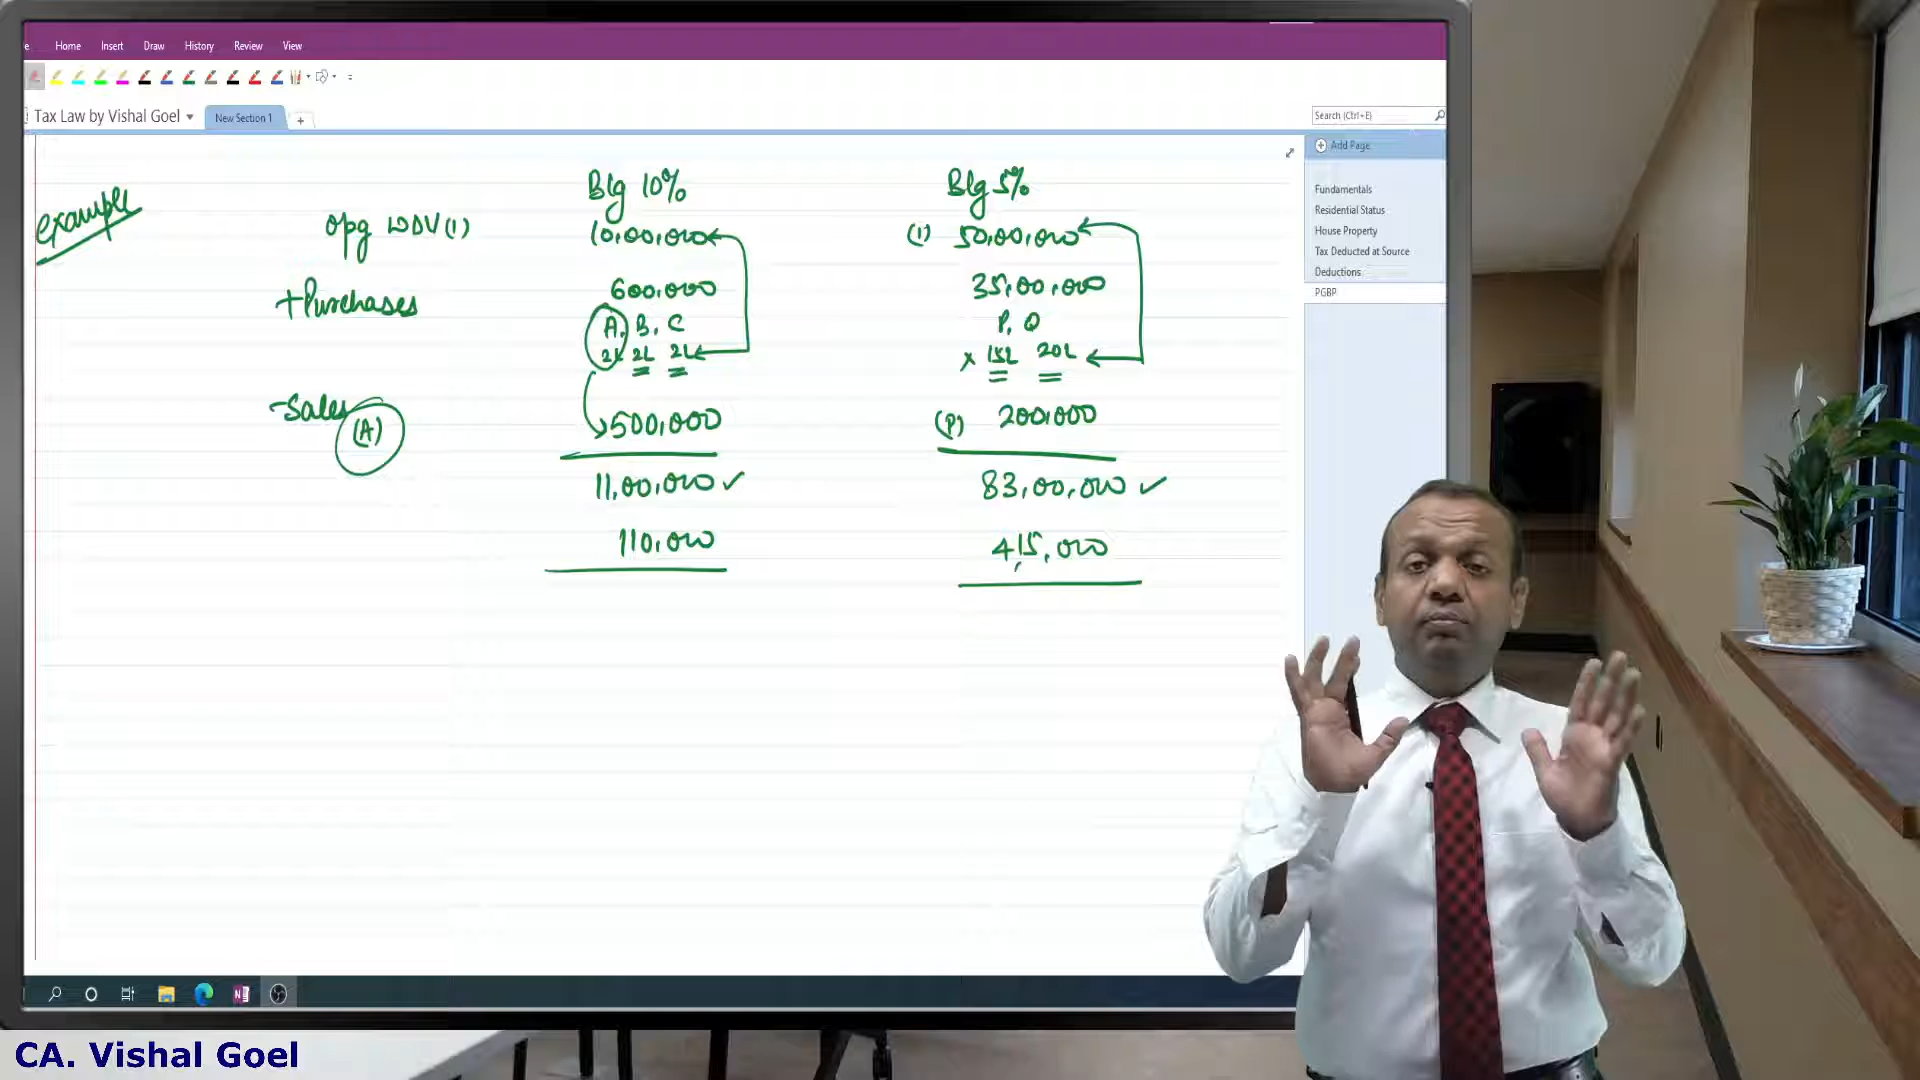 Home Insert Draw History Review View
Tax Law by Vishal Goel New Section 1 +
Search (Ctrl+E)
Add Page
Fundamentals
Residential Status
House Property
Tax Deducted at Source
Deductions
PGBP
example
Blg 10% Blg 5%
opg WDV (1) 10,00,000 (1) 50,00,000
+Purchases 600,000 35,00,000
A, B, C P, Q
2L 2L 2L x 15L 20L
-Sales (A) 500,000 (P) 200,000
11,00,000 ✓ 83,00,000 ✓
110,000 415,000
CA. Vishal Goel